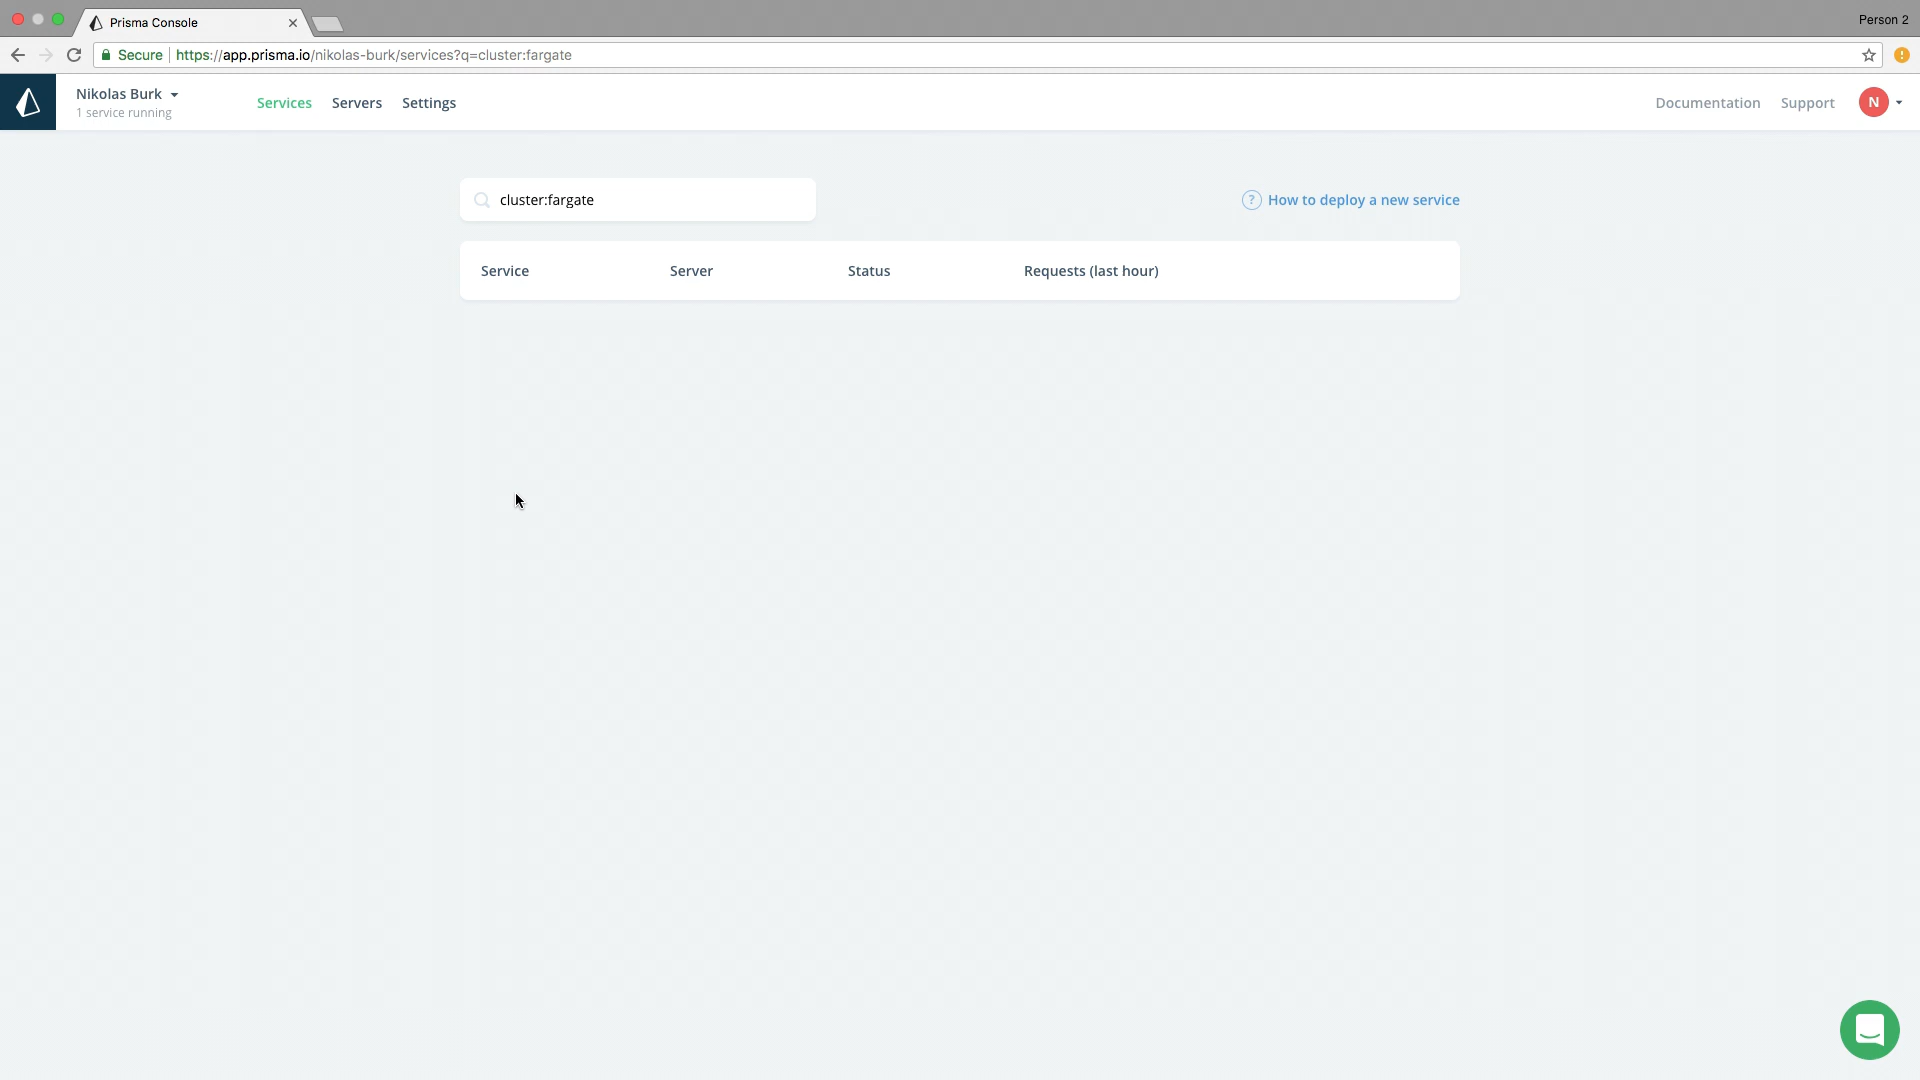 Prisma Console
Person 2
Secure
https://app.prisma.io/nikolas-burk/services?q=cluster:fargate
Nikolas Burk
1 service running
Services
Servers
Settings
Documentation
Support
N
cluster:fargate
? How to deploy a new service
Service
Server
Status
Requests (last hour)